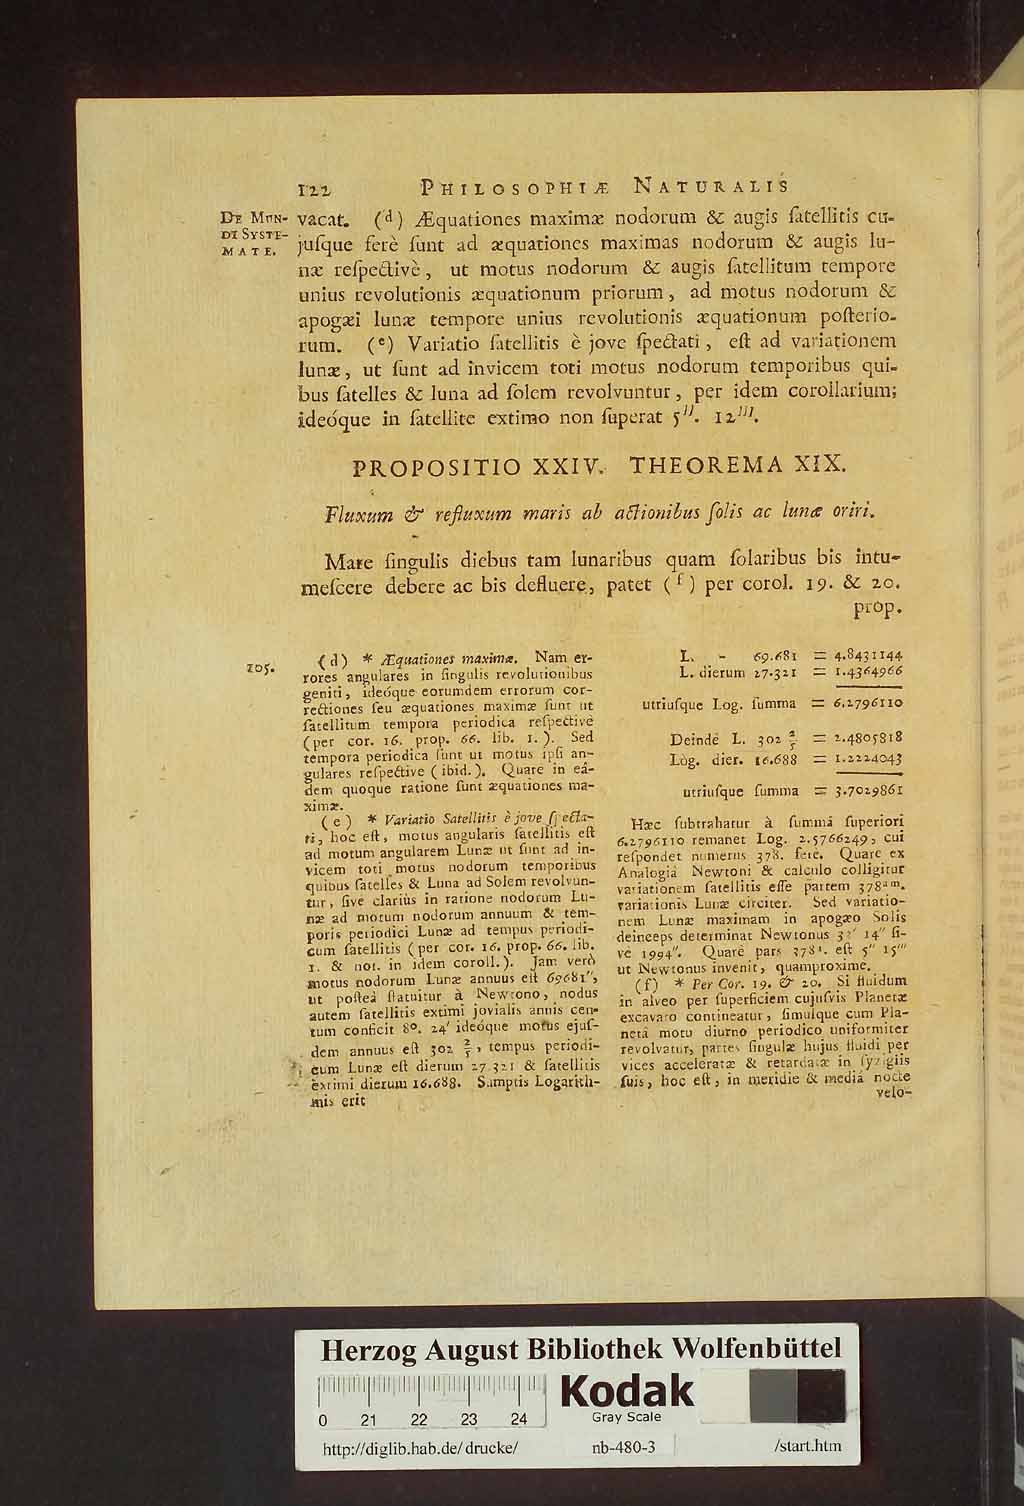 122 PHILOSOPHIÆ NATURALIS
DE MUN-
DI SYSTE-
MATE.
vacat. (d) Æquationes maximæ nodorum & augis ſatellitis cu-
juſque ferè ſunt ad æquationes maximas nodorum & augis lu-
næ reſpectivè, ut motus nodorum & augis ſatellitum tempore
unius revolutionis æquationum priorum, ad motus nodorum &
apogæi lunæ tempore unius revolutionis æquationum poſterio-
rum. (e) Variatio ſatellitis è jove ſpectati, eſt ad variationem
lunæ, ut ſunt ad invicem toti motus nodorum temporibus qui-
bus ſatelles & luna ad ſolem revolvuntur, per idem corollarium;
ideóque in ſatellite extimo non ſuperat 5''. 12'''.
PROPOSITIO XXIV. THEOREMA XIX.
Fluxum & refluxum maris ab actionibus ſolis ac lunæ oriri.
Mare ſingulis diebus tam lunaribus quam ſolaribus bis intu-
meſcere debere ac bis defluere, patet (f) per corol. 19. & 20.
prop.
105.
(d) * Æquationes maximæ. Nam er-
rores angulares in ſingulis revolutionibus
geniti, ideóque eorumdem errorum cor-
rectiones ſeu æquationes maximæ ſunt ut
ſatellitum tempora periodica reſpectivè
(per cor. 16. prop. 66. lib. 1.). Sed
tempora periodica ſunt ut motus ipſi an-
gulares reſpective (ibid.). Quare in eâ-
dem quoque ratione ſunt æquationes ma-
ximæ.
(e) * Variatio Satellitis è jove ſpecta-
ti, hoc eſt, motus angularis ſatellitis eſt
ad motum angularem Lunæ ut ſunt ad in-
vicem toti motus nodorum temporibus
quibus ſatelles & Luna ad Solem revolvun-
tur, ſive clariùs in ratione nodorum Lu-
næ ad motum nodorum annuum & tem-
poris periodici Lunæ ad tempus periodi-
cum ſatellitis (per cor. 16. prop. 66. lib.
1. & not. in idem coroll.). Jam verò
motus nodorum Lunæ annuus eſt 69681'',
ut poſteà ſtatuitur à Newtono, nodus
autem ſatellitis extimi jovialis annis cen-
tum conficit 8°. 24' ideóque motus ejuſ-
dem annuus eſt 302 2/5, tempus periodi-
cum Lunæ eſt dierum 27.321 & ſatellitis
extimi dierum 16.688. Sumptis Logarith-
mis erit
L. - 69.681 = 4.8431144
L. dierum 27.321 = 1.4364966
utriuſque Log. ſumma = 6.2796110
Deinde L. 302 2/5 = 2.4805818
Log. dier. 16.688 = 1.2224043
utriuſque ſumma = 3.7029861
Hæc ſubtrahatur à ſummâ ſuperiori
6.2796110 remanet Log. 2.5766249, cui
reſpondet numerus 378. ferè. Quare ex
Analogiâ Newtoni & calculo colligitur
variationem ſatellitis eſſe partem 378am.
variationis Lunæ circiter. Sed variatio-
nem Lunæ maximam in apogæo Solis
deinceps determinat Newtonus 33' 14'' ſi-
ve 1994''. Quare pars 378a. eſt 5'' 15'''
ut Newtonus invenit, quamproxime.
(f) * Per Cor. 19. & 20. Si fluidum
in alveo per ſuperficiem cujuſvis Planetæ
excavato contineatur, ſimulque cum Pla-
netâ motu diurno periodico uniformiter
revolvatur, partes ſingulæ hujus fluidi per
vices acceleratæ & retardatæ in ſyzigiis
ſuis, hoc eſt, in meridie & mediâ nocte
velo-
Herzog August Bibliothek Wolfenbüttel
0 21 22 23 24
Kodak
Gray Scale
http://diglib.hab.de/drucke/ nb-480-3 /start.htm